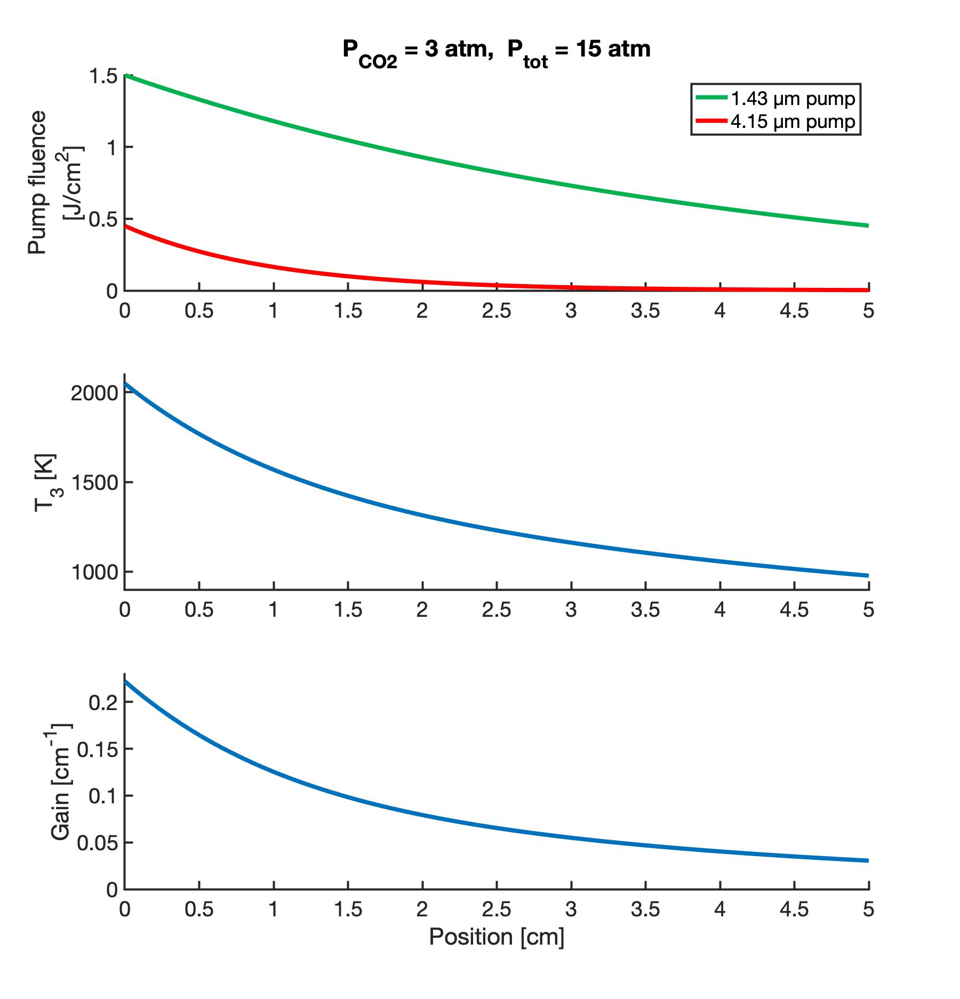 P_CO2 = 3 atm, P_tot = 15 atm
1.5
1
0.5
0
Pump fluence
[J/cm²]
1.43 µm pump
4.15 µm pump
0 0.5 1 1.5 2 2.5 3 3.5 4 4.5 5
2000
1500
1000
T₃ [K]
0 0.5 1 1.5 2 2.5 3 3.5 4 4.5 5
0.2
0.15
0.1
0.05
0
Gain [cm⁻¹]
0 0.5 1 1.5 2 2.5 3 3.5 4 4.5 5
Position [cm]